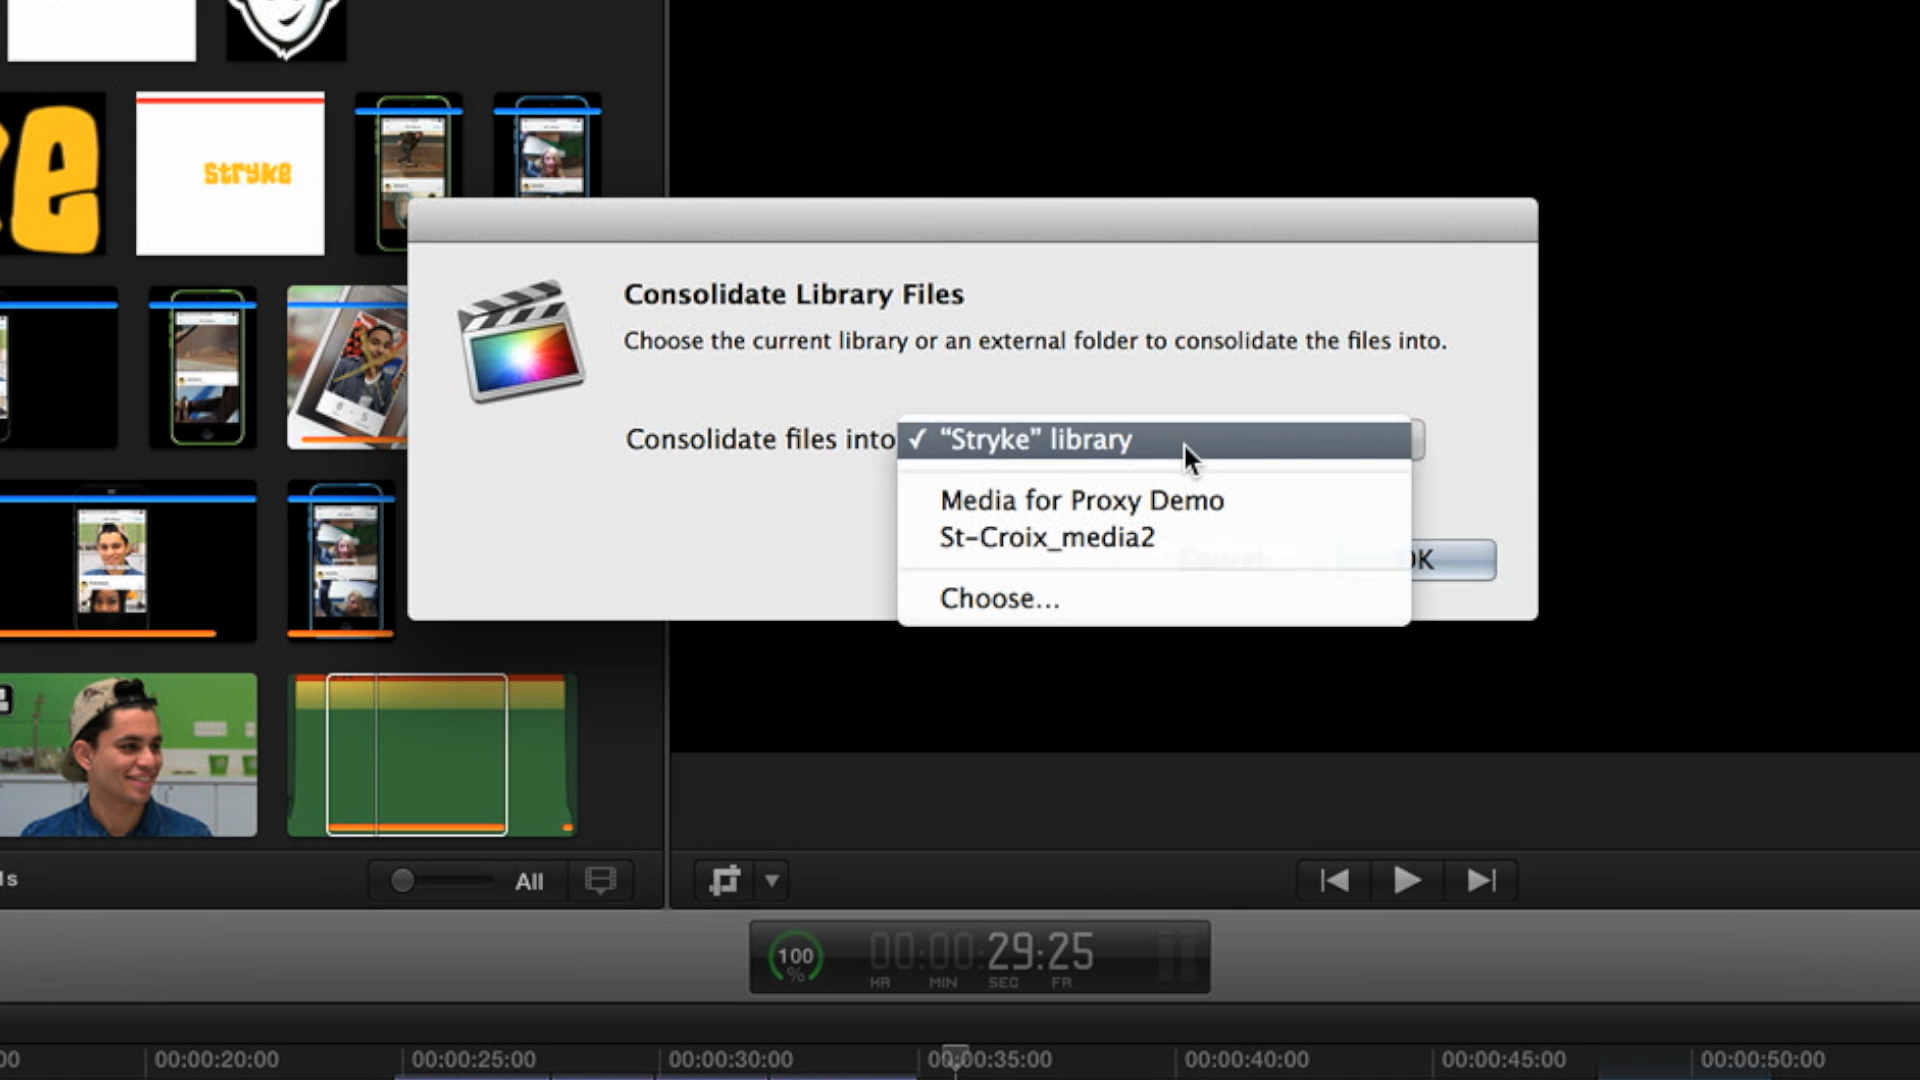 e
stryke
Consolidate Library Files
Choose the current library or an external folder to consolidate the files into.
Consolidate files into
✓ “Stryke” library
Media for Proxy Demo
St-Croix_media2
Cancel
OK
Choose...
All
100
%
00:00:29:25
HR MIN SEC FR
00:00:20:00
00:00:25:00
00:00:30:00
00:00:35:00
00:00:40:00
00:00:45:00
00:00:50:00